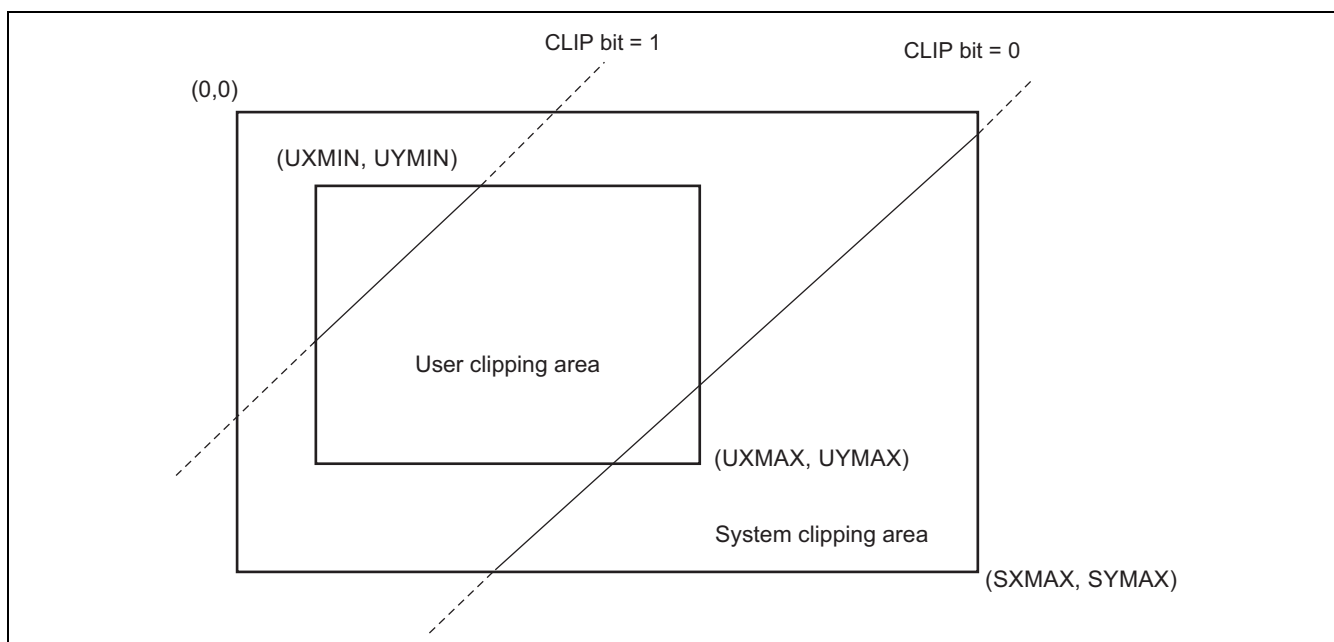 CLIP bit = 1
CLIP bit = 0
(0,0)
(UXMIN, UYMIN)
User clipping area
(UXMAX, UYMAX)
System clipping area
(SXMAX, SYMAX)